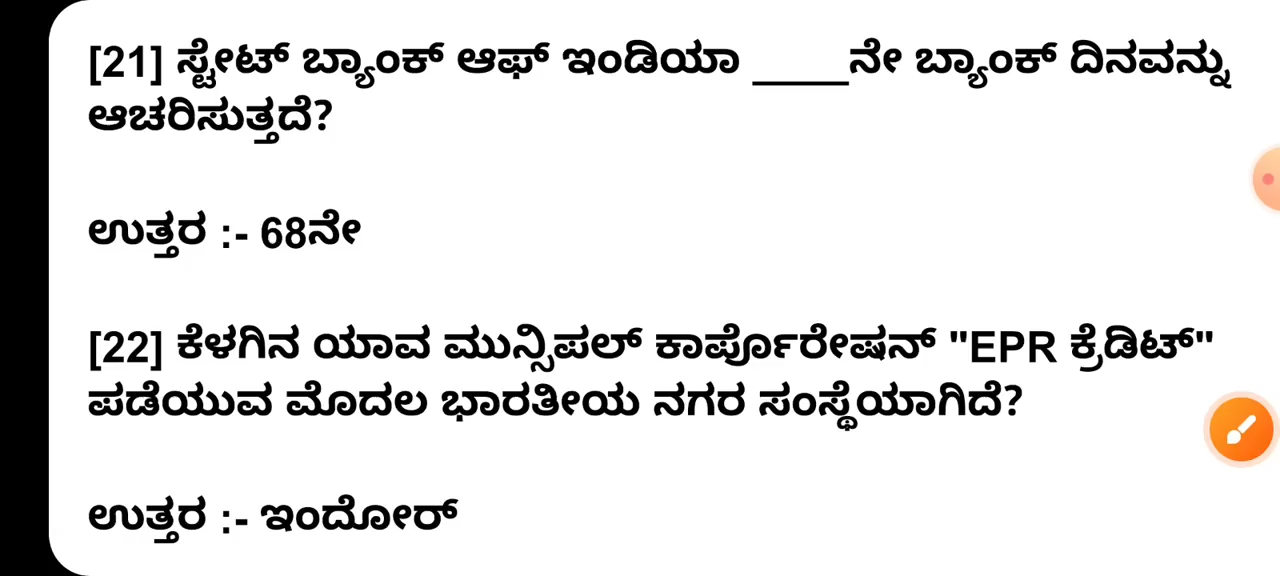 [21] ಸ್ಟೇಟ್ ಬ್ಯಾಂಕ್ ಆಫ್ ಇಂಡಿಯಾ ____ನೇ ಬ್ಯಾಂಕ್ ದಿನವನ್ನು
ಆಚರಿಸುತ್ತದೆ?
ಉತ್ತರ :- 68ನೇ
[22] ಕೆಳಗಿನ ಯಾವ ಮುನ್ಸಿಪಲ್ ಕಾರ್ಪೊರೇಷನ್ "EPR ಕ್ರೆಡಿಟ್"
ಪಡೆಯುವ ಮೊದಲ ಭಾರತೀಯ ನಗರ ಸಂಸ್ಥೆಯಾಗಿದೆ?
ಉತ್ತರ :- ಇಂದೋರ್